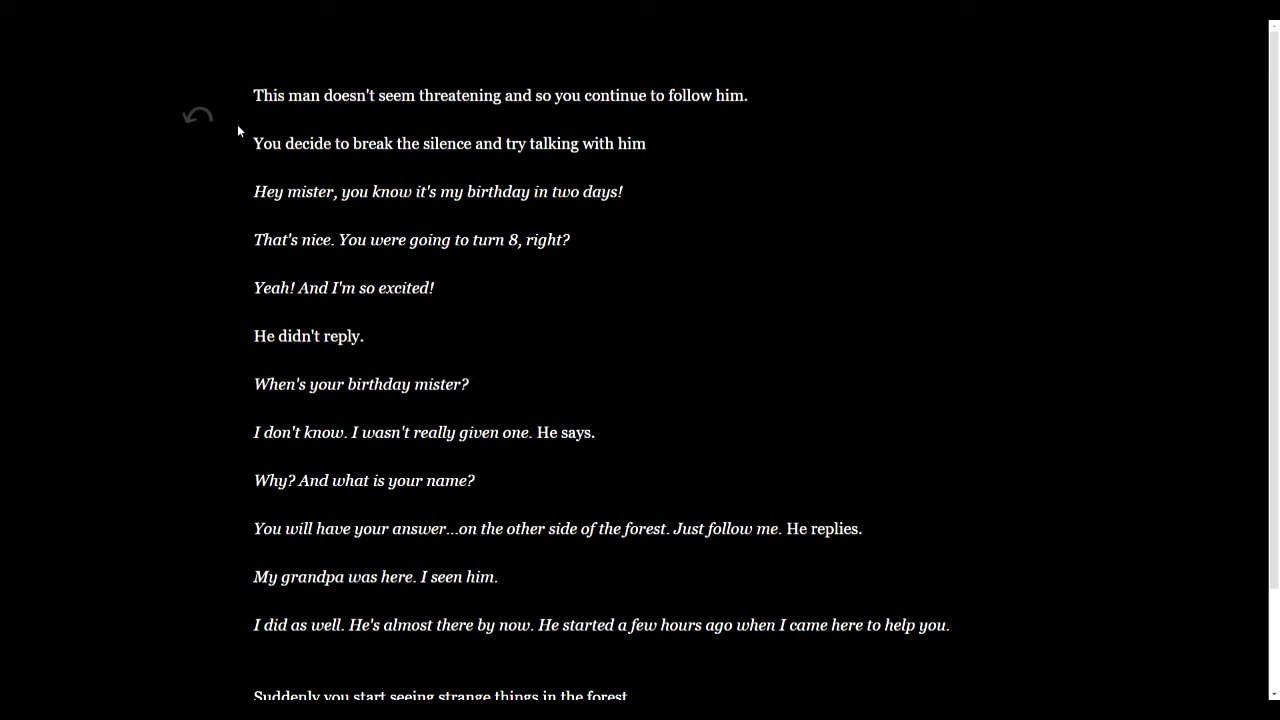 This man doesn't seem threatening and so you continue to follow him.
You decide to break the silence and try talking with him
Hey mister, you know it's my birthday in two days!
That's nice. You were going to turn 8, right?
Yeah! And I'm so excited!
He didn't reply.
When's your birthday mister?
I don't know. I wasn't really given one. He says.
Why? And what is your name?
You will have your answer...on the other side of the forest. Just follow me. He replies.
My grandpa was here. I seen him.
I did as well. He's almost there by now. He started a few hours ago when I came here to help you.
Suddenly you start seeing strange things in the forest